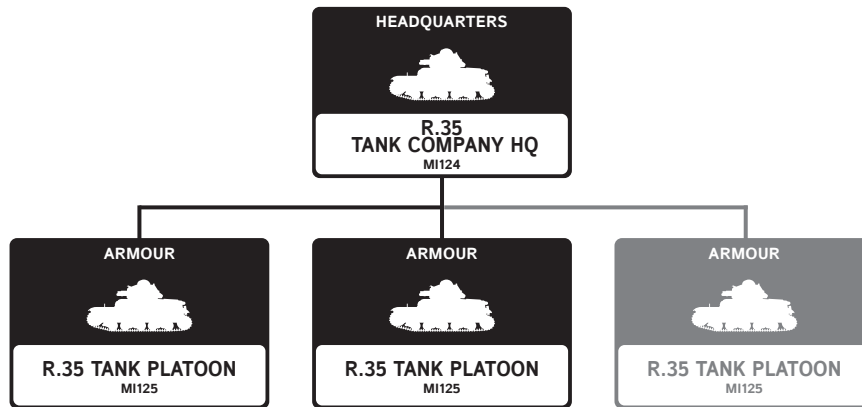 HEADQUARTERS
R.35
TANK COMPANY HQ
MI124
ARMOUR
R.35 TANK PLATOON
MI125
ARMOUR
R.35 TANK PLATOON
MI125
ARMOUR
R.35 TANK PLATOON
MI125